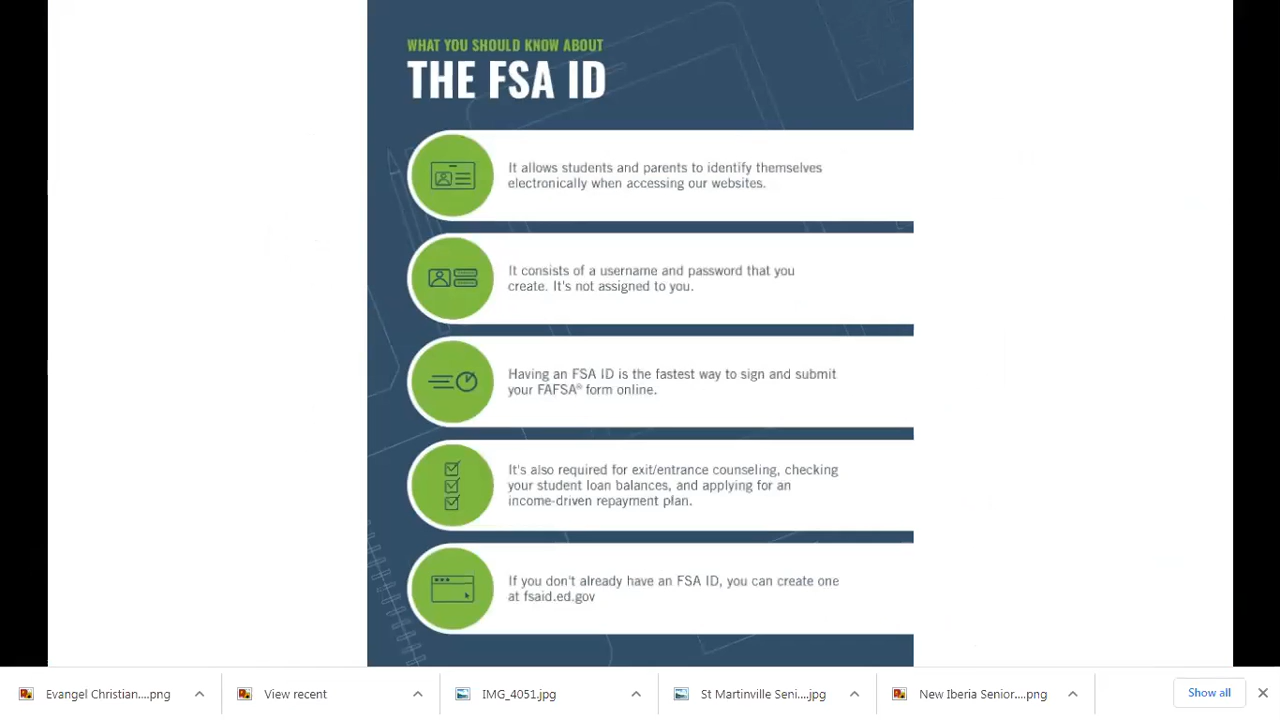 WHAT YOU SHOULD KNOW ABOUT
THE FSA ID
It allows students and parents to identify themselves
electronically when accessing our websites.
It consists of a username and password that you
create. It's not assigned to you.
Having an FSA ID is the fastest way to sign and submit
your FAFSA® form online.
It's also required for exit/entrance counseling, checking
your student loan balances, and applying for an
income-driven repayment plan.
If you don't already have an FSA ID, you can create one
at fsaid.ed.gov
Evangel Christian....png
View recent
IMG_4051.jpg
St Martinville Seni....jpg
New Iberia Senior....png
Show all